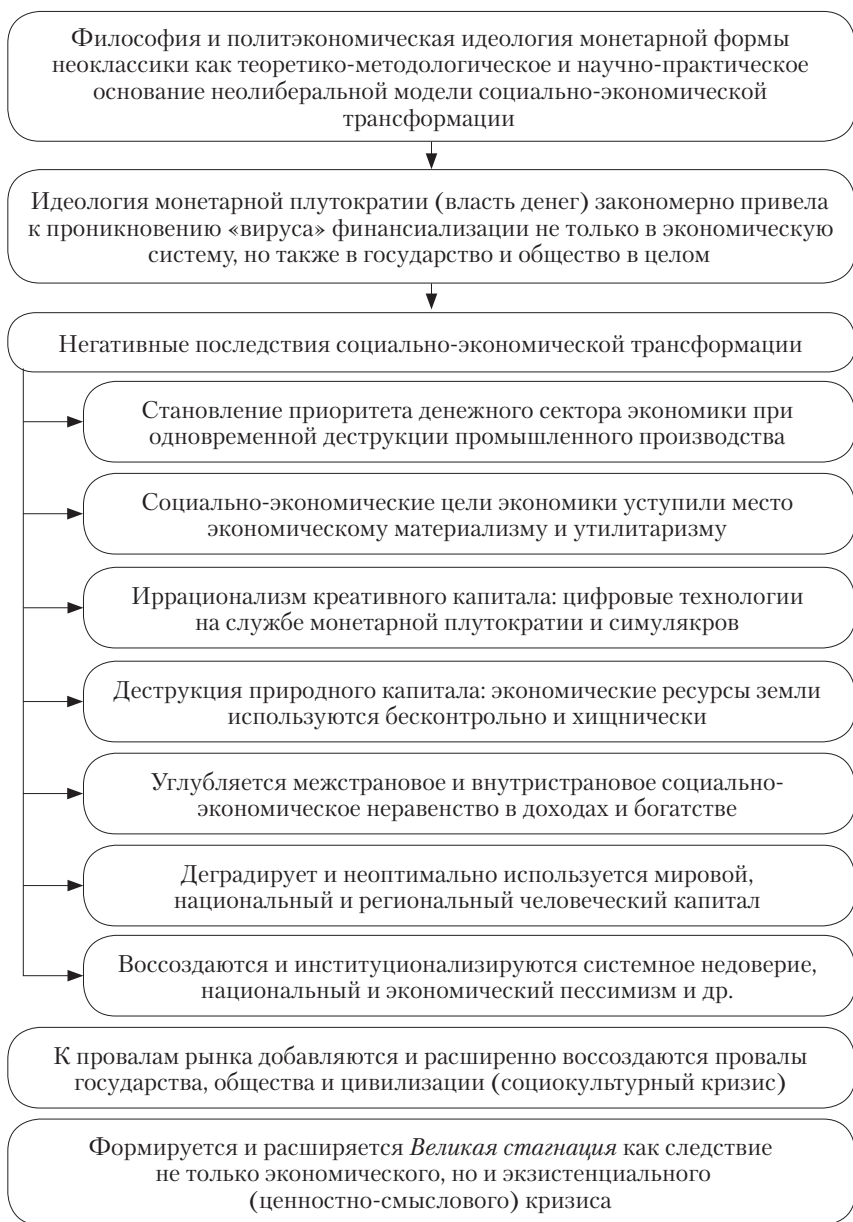 Философия и политэкономическая идеология монетарной формы
неоклассики как теоретико-методологическое и научно-практическое
основание неолиберальной модели социально-экономической
трансформации
Идеология монетарной плутократии (власть денег) закономерно привела
к проникновению «вируса» финансиализации не только в экономическую
систему, но также в государство и общество в целом
Негативные последствия социально-экономической трансформации
Становление приоритета денежного сектора экономики при
одновременной деструкции промышленного производства
Социально-экономические цели экономики уступили место
экономическому материализму и утилитаризму
Иррационализм креативного капитала: цифровые технологии
на службе монетарной плутократии и симулякров
Деструкция природного капитала: экономические ресурсы земли
используются бесконтрольно и хищнически
Углубляется межстрановое и внутристрановое социально-
экономическое неравенство в доходах и богатстве
Деградирует и неоптимально используется мировой,
национальный и региональный человеческий капитал
Воссоздаются и институционализируются системное недоверие,
национальный и экономический пессимизм и др.
К провалам рынка добавляются и расширенно воссоздаются провалы
государства, общества и цивилизации (социокультурный кризис)
Формируется и расширяется Великая стагнация как следствие
не только экономического, но и экзистенциального
(ценностно-смыслового) кризиса